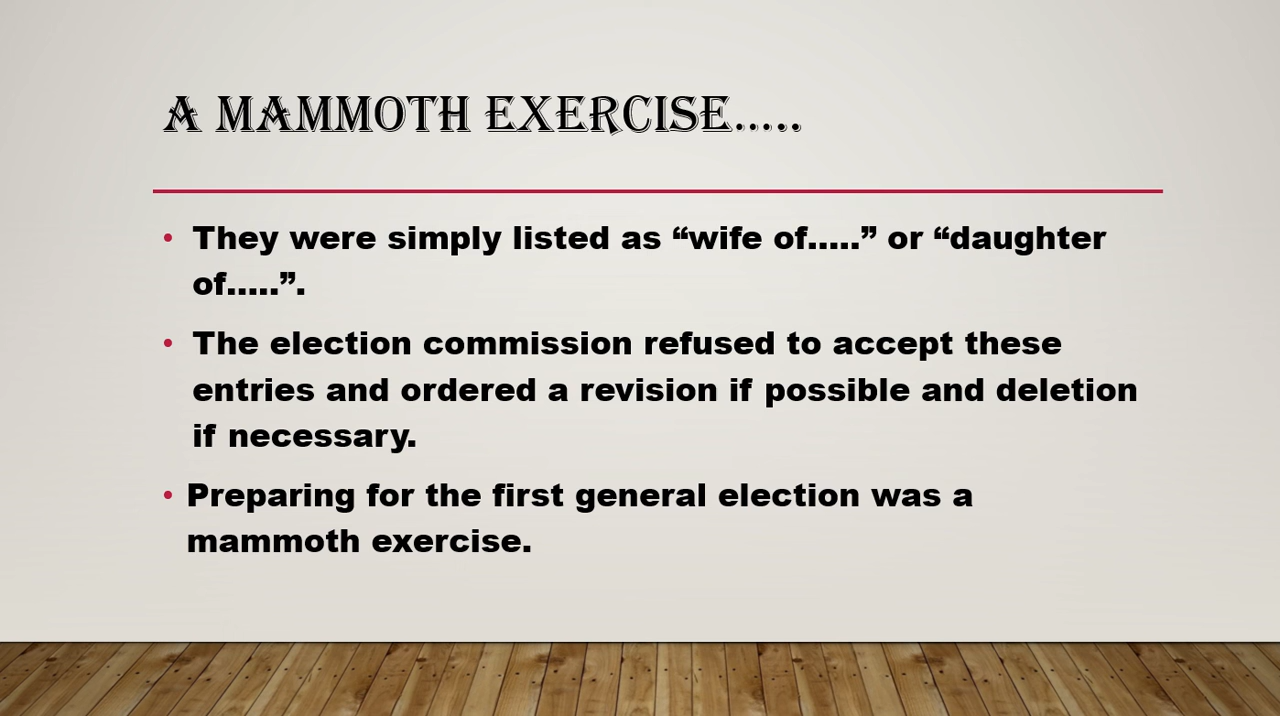 A MAMMOTH EXERCISE.....
• They were simply listed as “wife of.....” or “daughter
of.....”.
• The election commission refused to accept these
entries and ordered a revision if possible and deletion
if necessary.
• Preparing for the first general election was a
mammoth exercise.